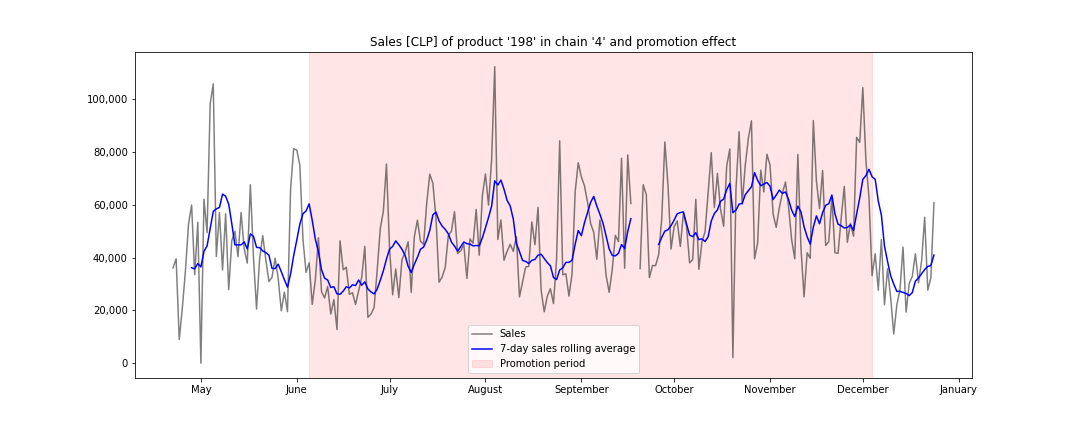 Sales [CLP] of product '198' in chain '4' and promotion effect
100,000
80,000
60,000
40,000
20,000
0
Sales
7-day sales rolling average
Promotion period
May June July August September October November December January